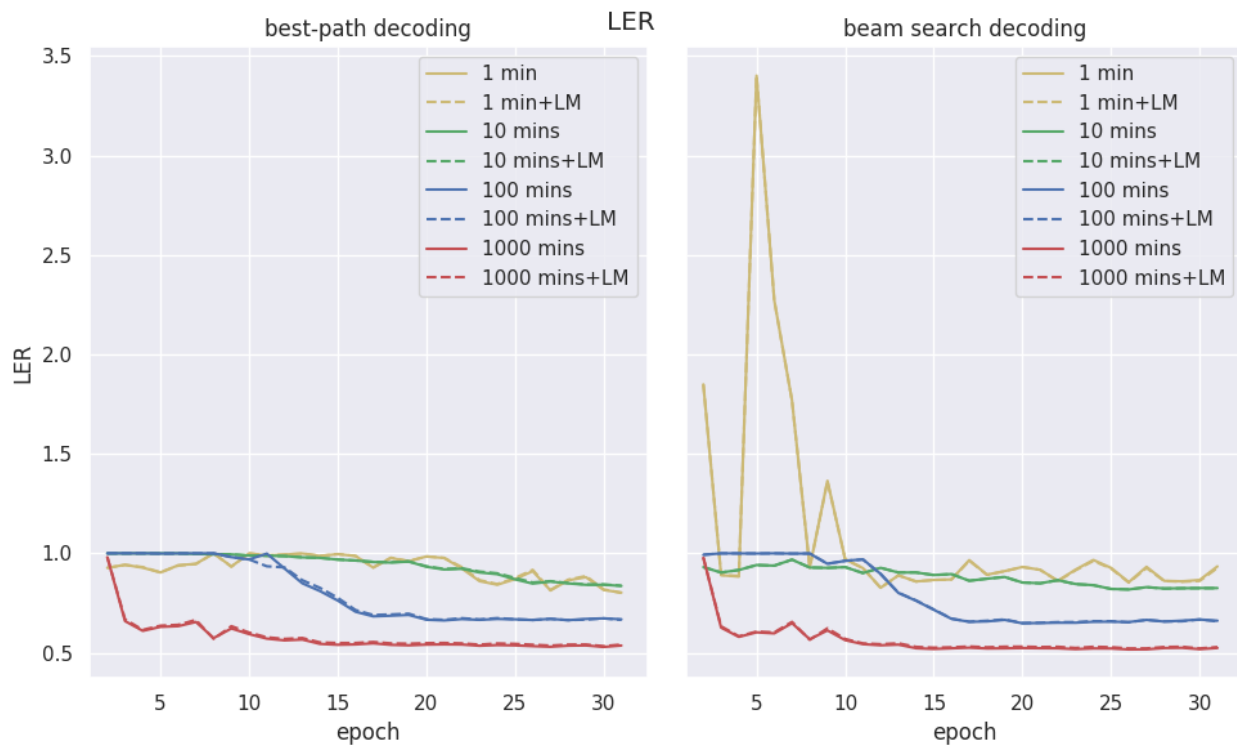 LER
best-path decoding
beam search decoding
LER
3.5
3.0
2.5
2.0
1.5
1.0
0.5
1 min
1 min+LM
10 mins
10 mins+LM
100 mins
100 mins+LM
1000 mins
1000 mins+LM
5 10 15 20 25 30
epoch
1 min
1 min+LM
10 mins
10 mins+LM
100 mins
100 mins+LM
1000 mins
1000 mins+LM
5 10 15 20 25 30
epoch